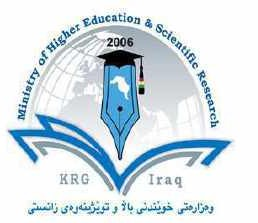 Ministry of Higher Education & Scientific Research
2006
KRG Iraq
وەزارەتی خوێندنی باڵا و توێژینەوەی زانستی